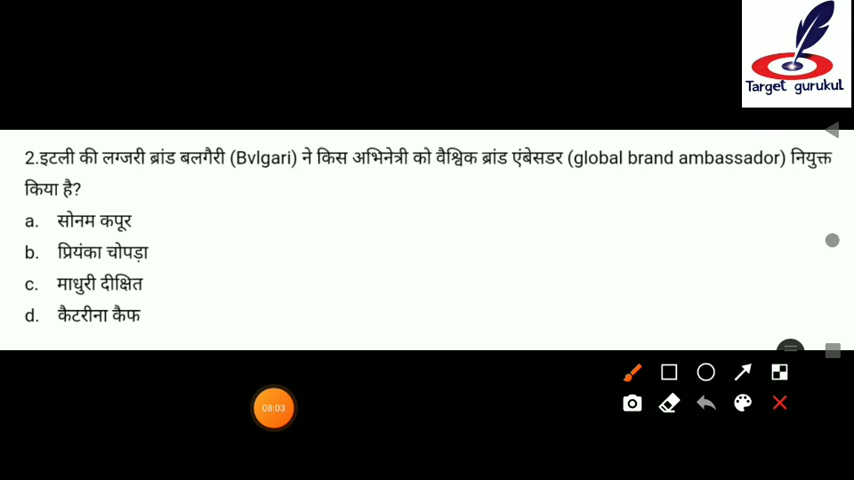 Target gurukul
2.इटली की लग्जरी ब्रांड बलगैरी (Bvlgari) ने किस अभिनेत्री को वैश्विक ब्रांड एंबेसडर (global brand ambassador) नियुक्त
किया है?
a. सोनम कपूर
b. प्रियंका चोपड़ा
c. माधुरी दीक्षित
d. कैटरीना कैफ
08:03